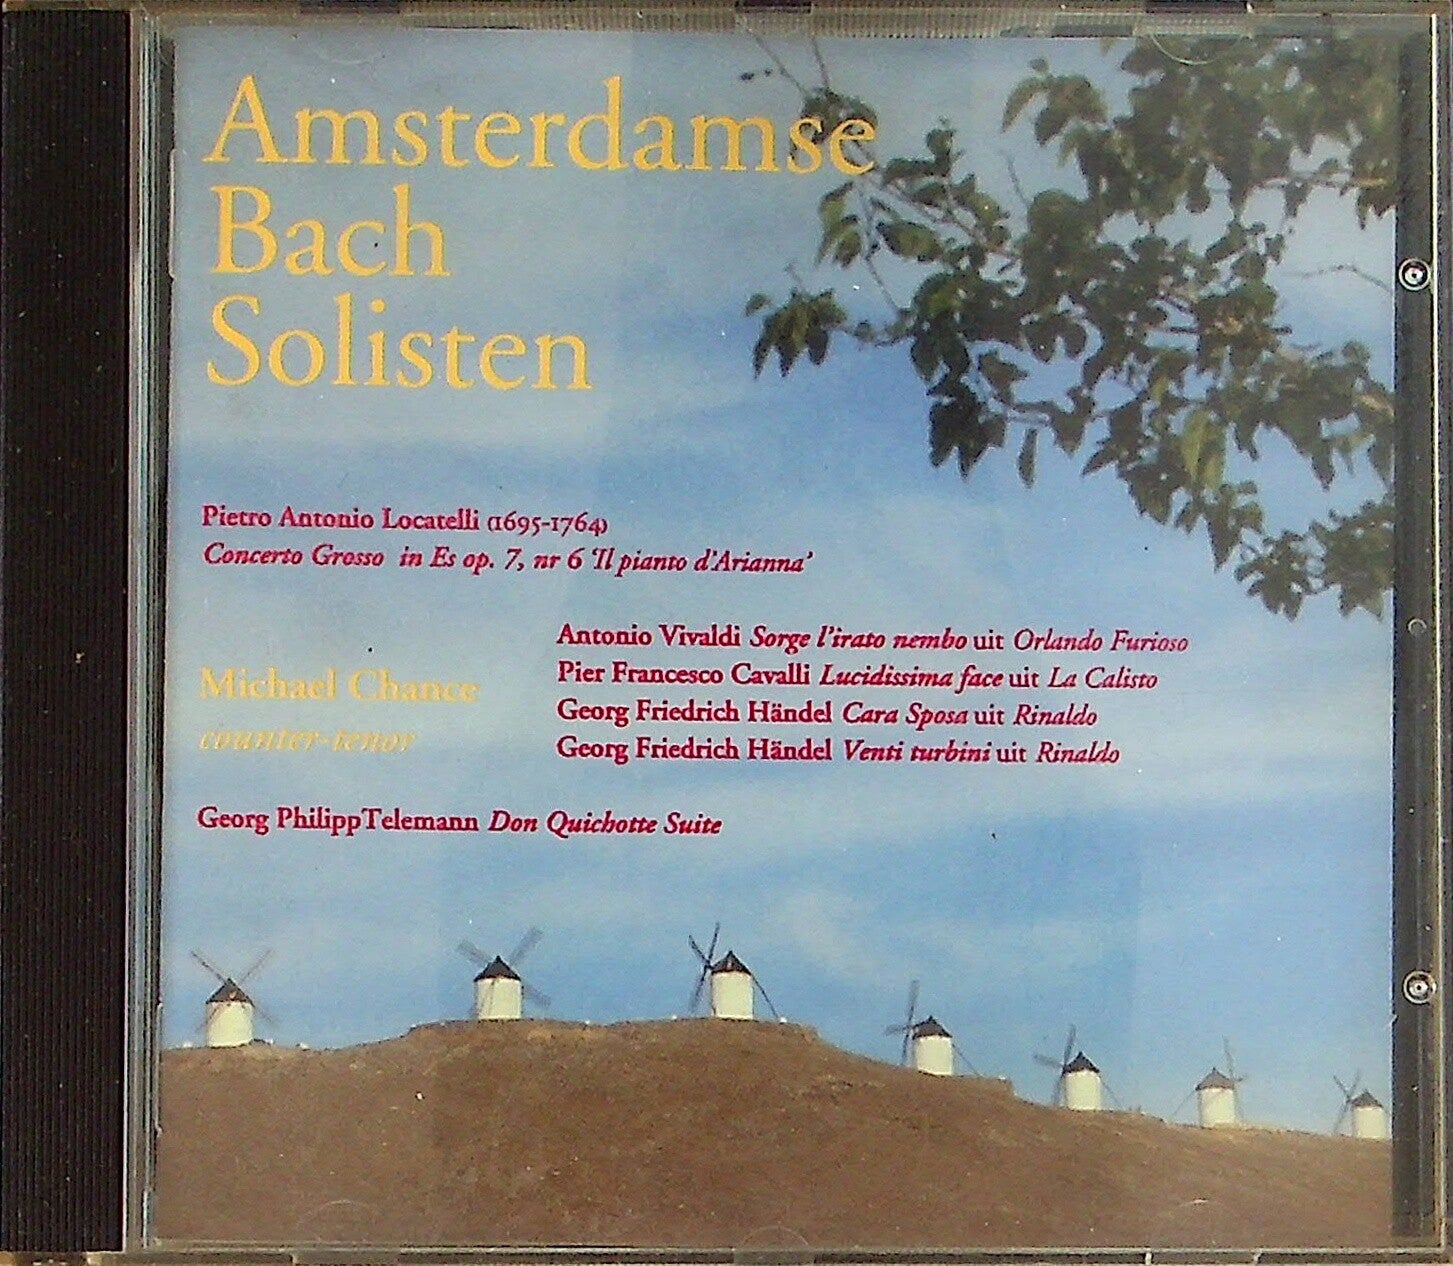 Amsterdamse
Bach
Solisten
Pietro Antonio Locatelli (1695-1764)
Concerto Grosso in Es op. 7, nr 6 'Il pianto d'Arianna'
Michael Chance
counter-tenor
Antonio Vivaldi Sorge l'irato nembo uit Orlando Furioso
Pier Francesco Cavalli Lucidissima face uit La Calisto
Georg Friedrich Händel Cara Sposa uit Rinaldo
Georg Friedrich Händel Venti turbini uit Rinaldo
Georg Philipp Telemann Don Quichotte Suite